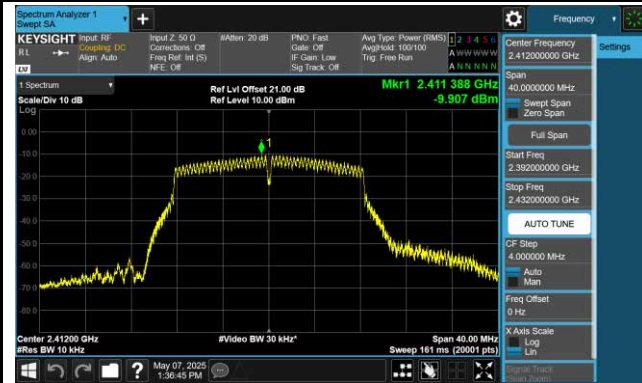 Spectrum Analyzer 1
Swept SA
Frequency
KEYSIGHT
Input: RF
Coupling: DC
Align: Auto
Input Z: 50 Ω
Corrections: Off
Freq Ref: Int (S)
NFE: Off
#Atten: 20 dB
PNO: Fast
Gate: Off
IF Gain: Low
Sig Track: Off
Avg Type: Power (RMS)
Avg|Hold: 100/100
Trig: Free Run
1 2 3 4 5 6
A W W W W W
A N N N N N
R L
LXI
1 Spectrum
Scale/Div 10 dB
Log
Ref Lvl Offset 21.00 dB
Ref Level 10.00 dBm
Mkr1 2.411 388 GHz
-9.907 dBm
1
0.00
-10.0
-20.0
-30.0
-40.0
-50.0
-60.0
-70.0
-80.0
Center 2.41200 GHz
#Res BW 10 kHz
#Video BW 30 kHz*
Span 40.00 MHz
Sweep 161 ms (20001 pts)
May 07, 2025
1:36:45 PM
Center Frequency
2.412000000 GHz
Settings
Span
40.0000000 MHz
Swept Span
Zero Span
Full Span
Start Freq
2.392000000 GHz
Stop Freq
2.432000000 GHz
AUTO TUNE
CF Step
4.000000 MHz
Auto
Man
Freq Offset
0 Hz
X Axis Scale
Log
Lin
Signal Track
(Span Zoom)